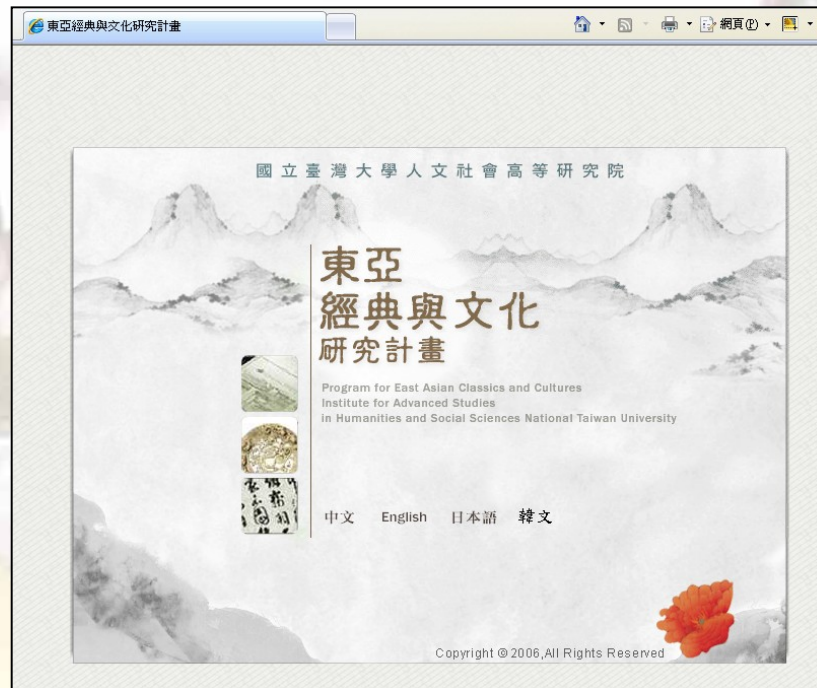 東亞經典與文化研究計畫
網頁(P)
國立臺灣大學人文社會高等研究院
東亞
經典與文化
研究計畫
Program for East Asian Classics and Cultures
Institute for Advanced Studies
in Humanities and Social Sciences National Taiwan University
中文 English 日本語 韓文
Copyright © 2006,All Rights Reserved